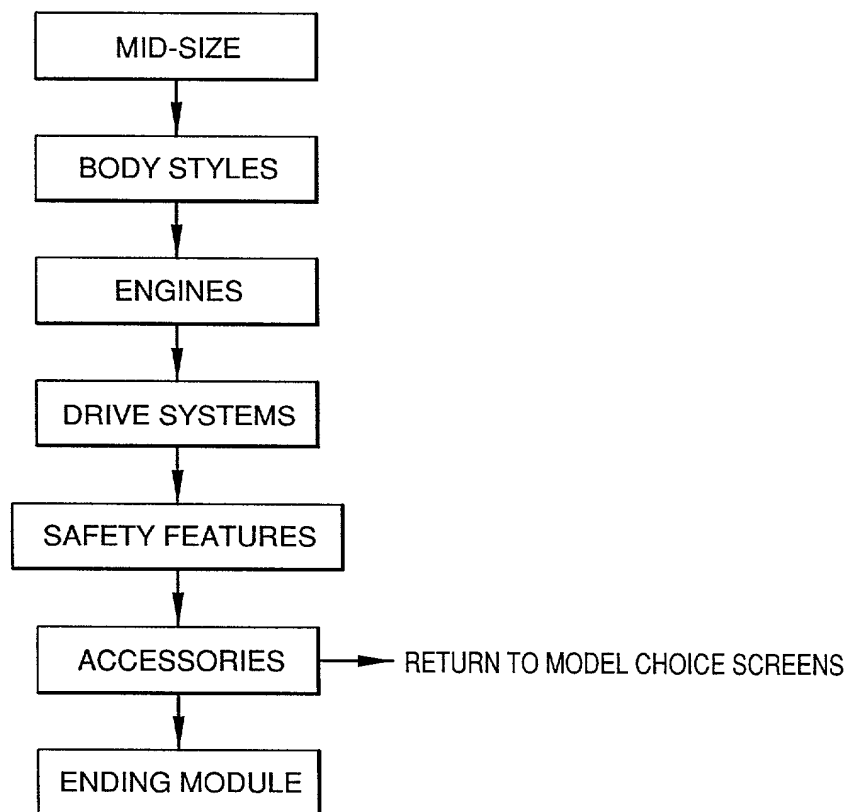 MID-SIZE
BODY STYLES
ENGINES
DRIVE SYSTEMS
SAFETY FEATURES
ACCESSORIES
RETURN TO MODEL CHOICE SCREENS
ENDING MODULE